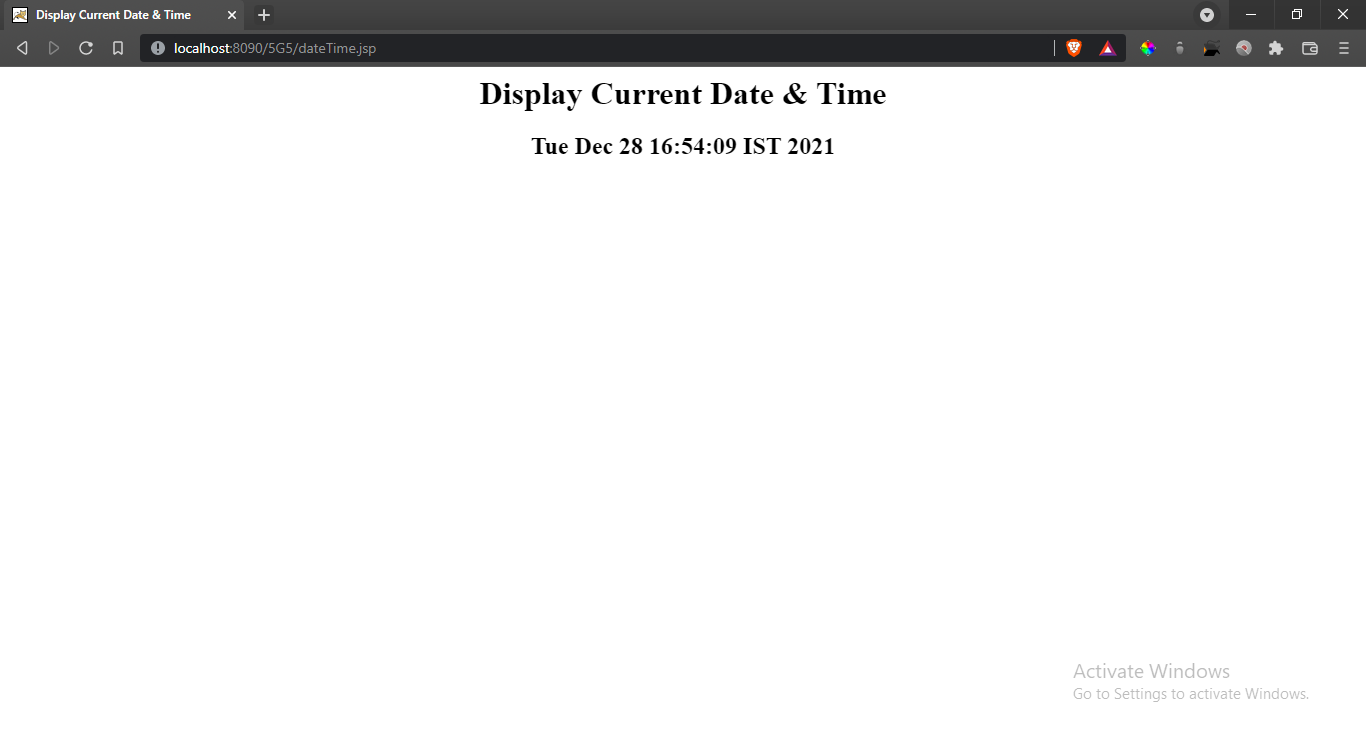 Display Current Date & Time
localhost:8090/5G5/dateTime.jsp
Display Current Date & Time
Tue Dec 28 16:54:09 IST 2021
Activate Windows
Go to Settings to activate Windows.